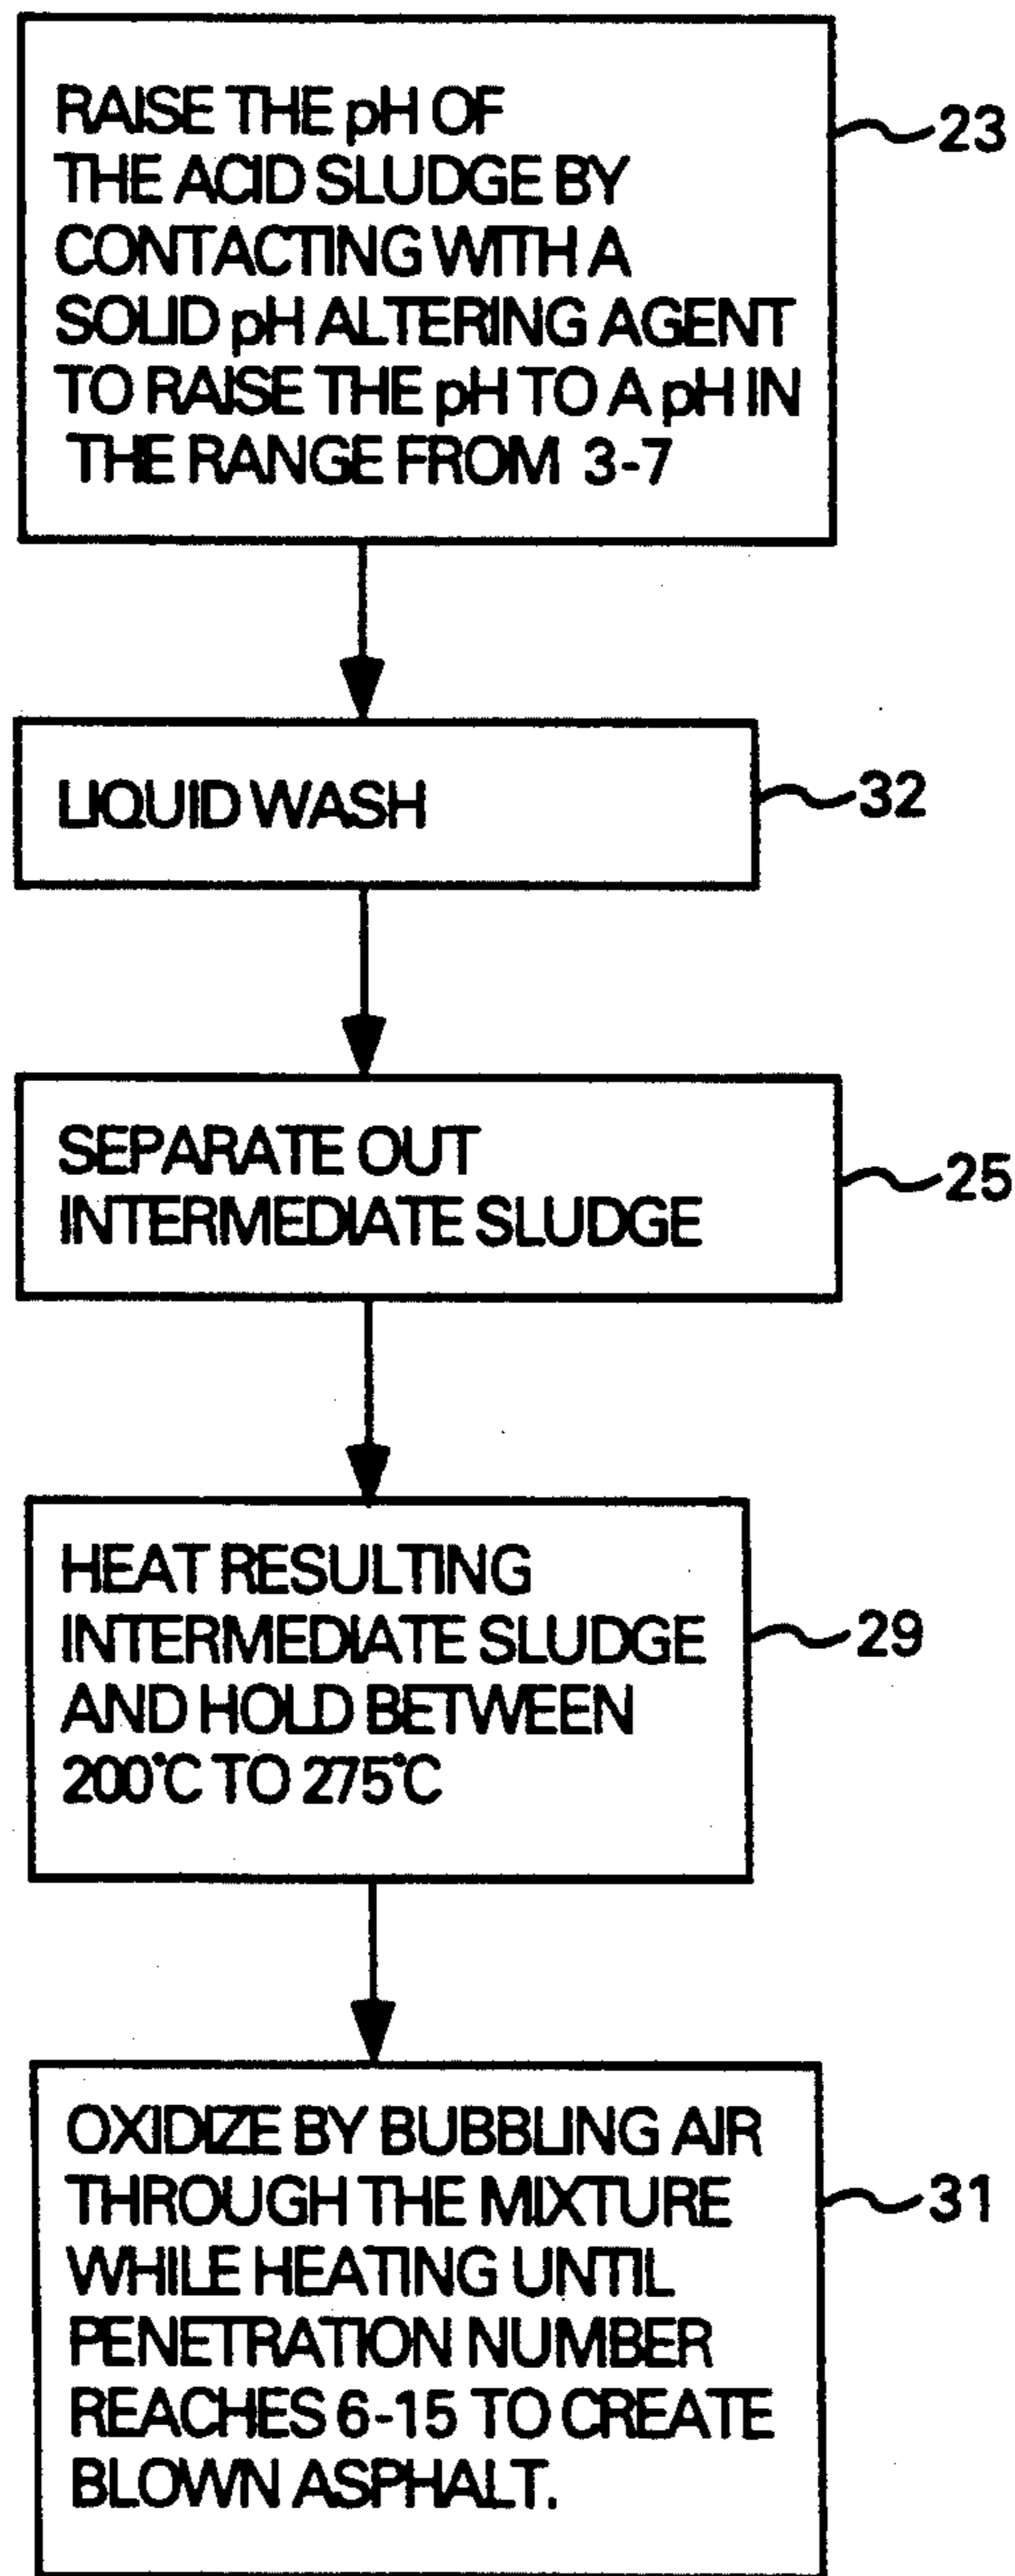 RAISE THE pH OF
THE ACID SLUDGE BY
CONTACTING WITH A
SOLID pH ALTERING AGENT
TO RAISE THE pH TO A pH IN
THE RANGE FROM 3-7
23
LIQUID WASH
32
SEPARATE OUT
INTERMEDIATE SLUDGE
25
HEAT RESULTING
INTERMEDIATE SLUDGE
AND HOLD BETWEEN
200°C TO 275°C
29
OXIDIZE BY BUBBLING AIR
THROUGH THE MIXTURE
WHILE HEATING UNTIL
PENETRATION NUMBER
REACHES 6-15 TO CREATE
BLOWN ASPHALT.
31